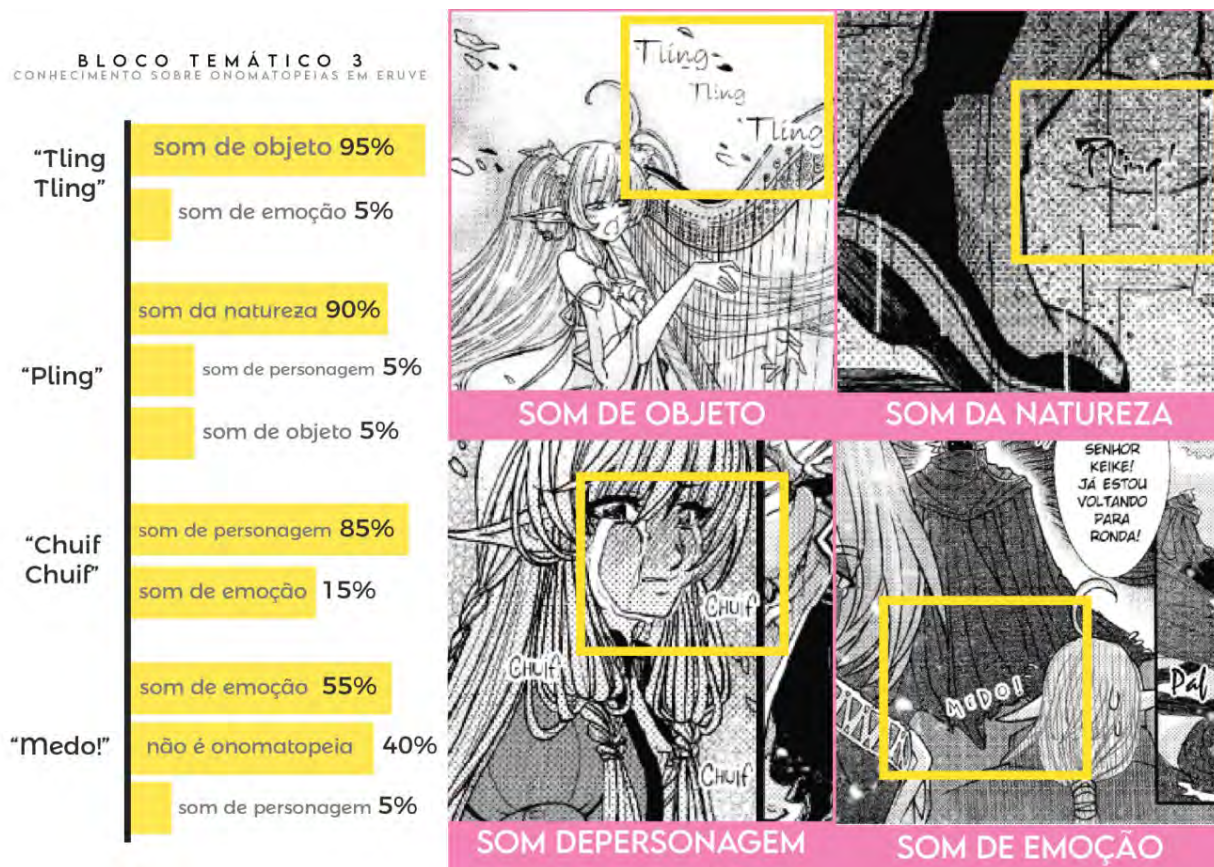 BLOCO TEMÁTICO 3
CONHECIMENTO SOBRE ONOMATOPEIAS EM ERUVE
“Tling
Tling”
som de objeto 95%
som de emoção 5%
“Pling”
som da natureza 90%
som de personagem 5%
som de objeto 5%
“Chuif
Chuif”
som de personagem 85%
som de emoção 15%
“Medo!”
som de emoção 55%
não é onomatopeia 40%
som de personagem 5%
Tling
Tling
Tling
SOM DE OBJETO
Pling!
SOM DA NATUREZA
CHUIF
CHUIF
CHUIF
SOM DEPERSONAGEM
SENHOR
KEIKE!
JÁ ESTOU
VOLTANDO
PARA
RONDA!
MEDO!
Pal
SOM DE EMOÇÃO